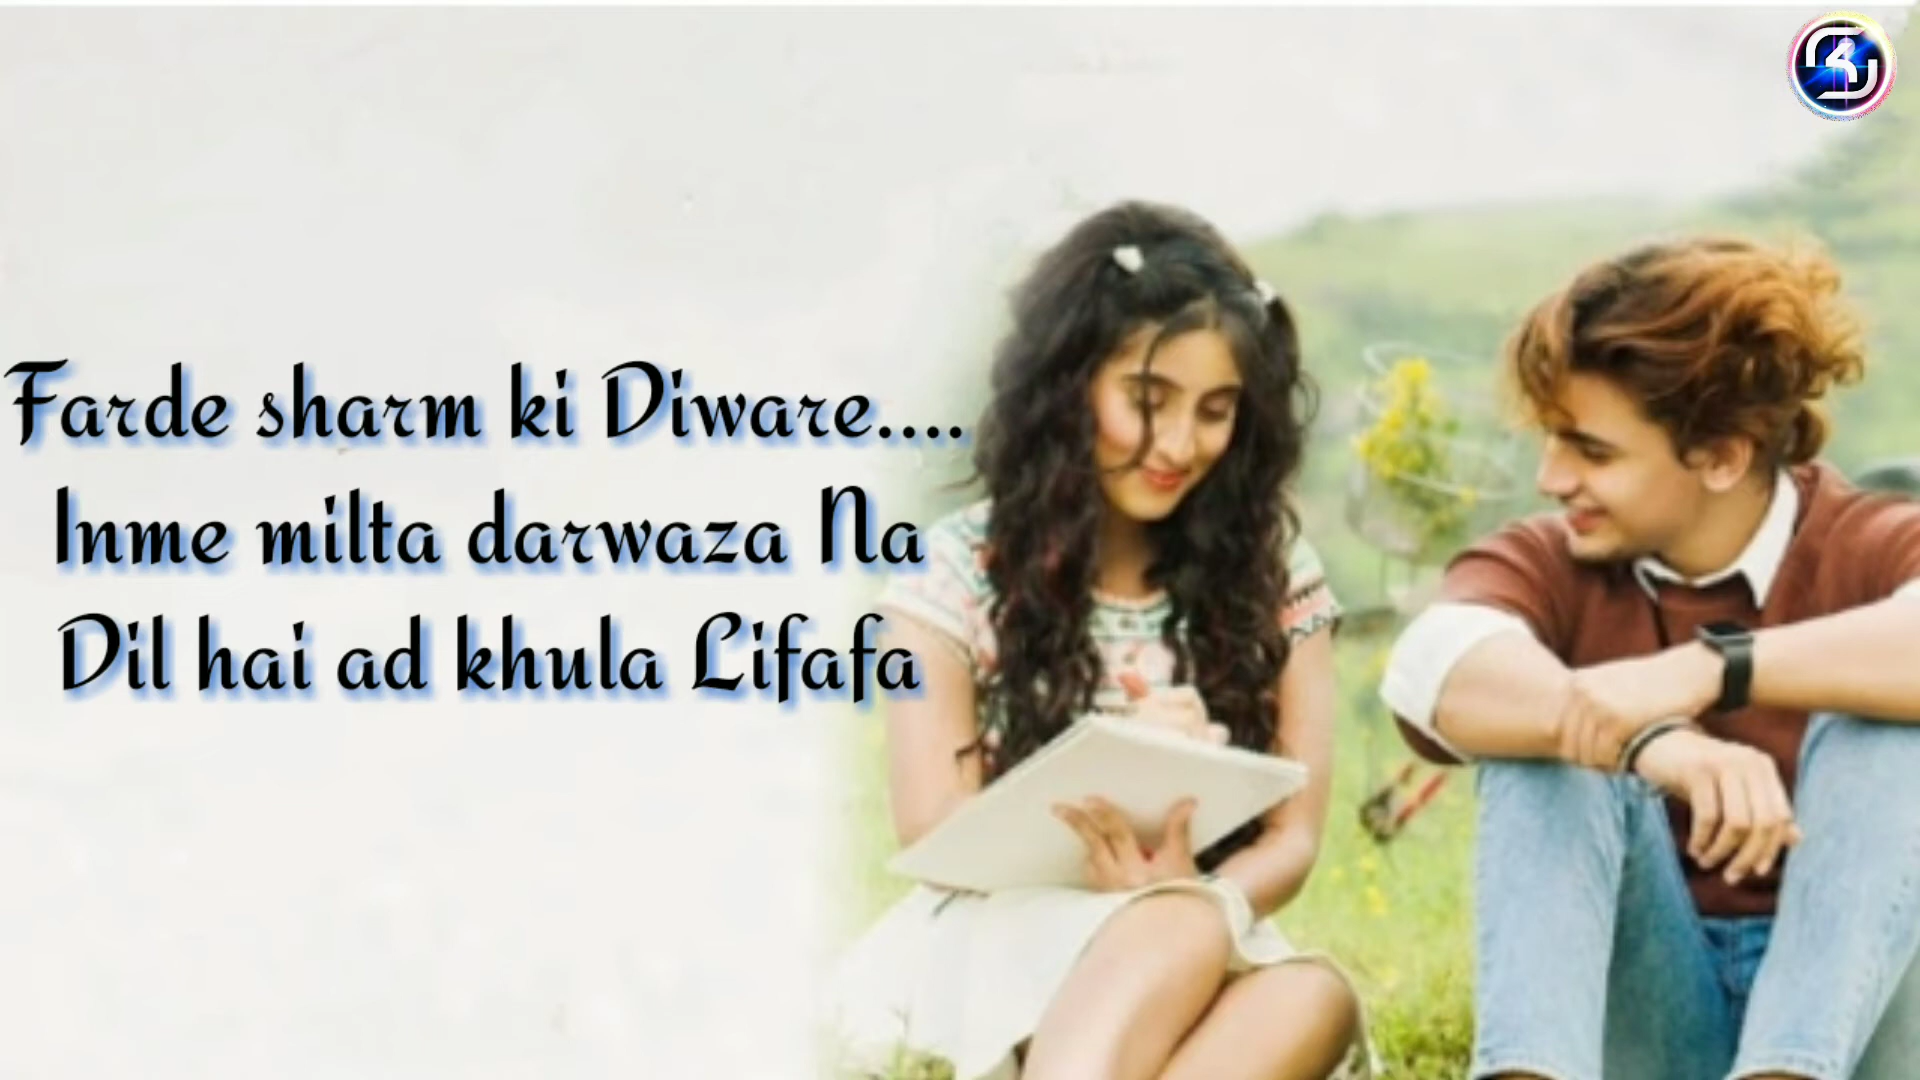 Farde sharm ki Diware....
Inme milta darwaza Na
Dil hai ad khula Lifafa